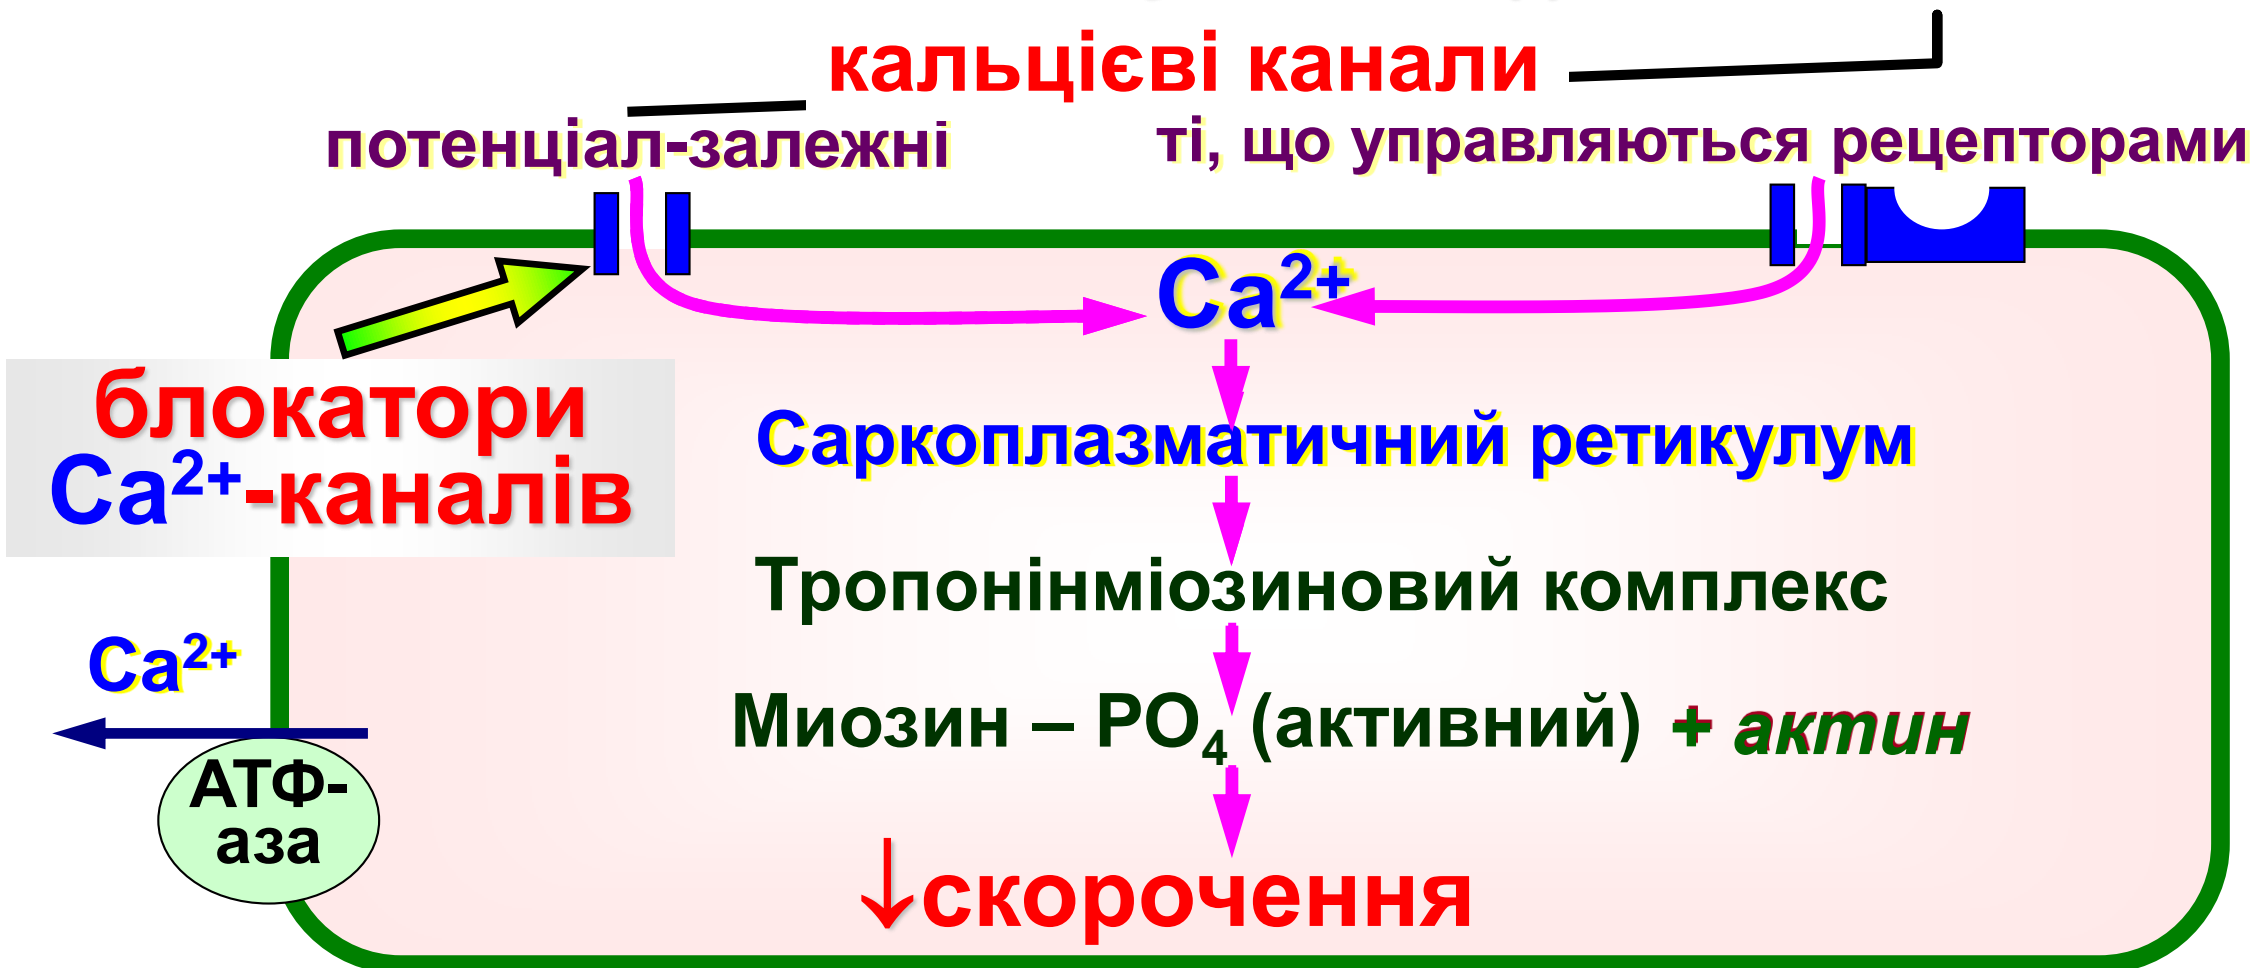 кальцієві канали
потенціал-залежні
ті, що управляються рецепторами
Ca²⁺
блокатори
Ca²⁺-каналів
Саркоплазматичний ретикулум
Тропонінміозиновий комплекс
Ca²⁺
Миозин – PO₄ (активний) + актин
АТФ-
аза
↓скорочення